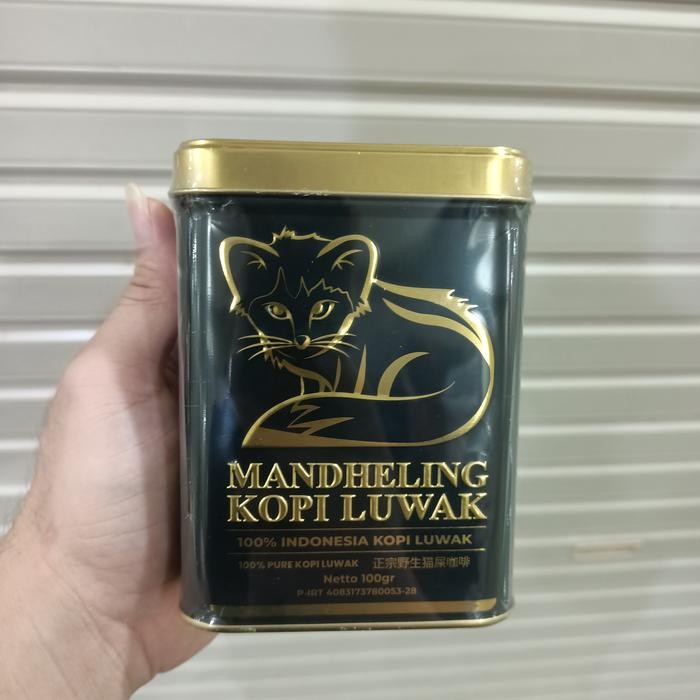 MANDHELING
KOPI LUWAK
100% INDONESIA KOPI LUWAK
100% PURE KOPI LUWAK 正宗野生猫屎咖啡
Netto 100gr
P-IRT 4083173780053-28